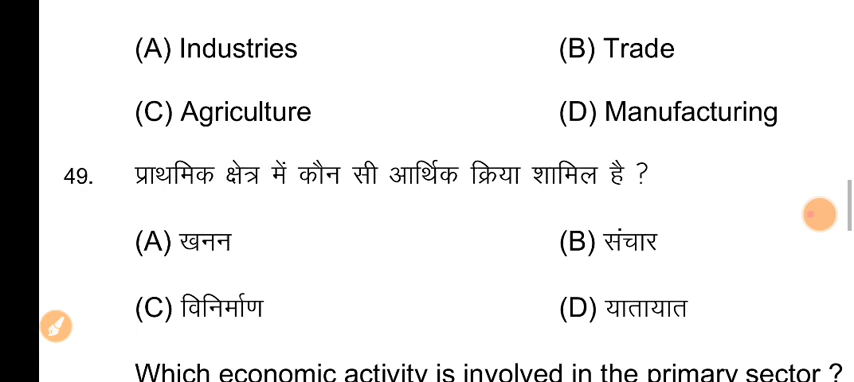 (A) Industries (B) Trade
(C) Agriculture (D) Manufacturing
49. प्राथमिक क्षेत्र में कौन सी आर्थिक क्रिया शामिल है ?
(A) खनन (B) संचार
(C) विनिर्माण (D) यातायात
Which economic activity is involved in the primary sector ?